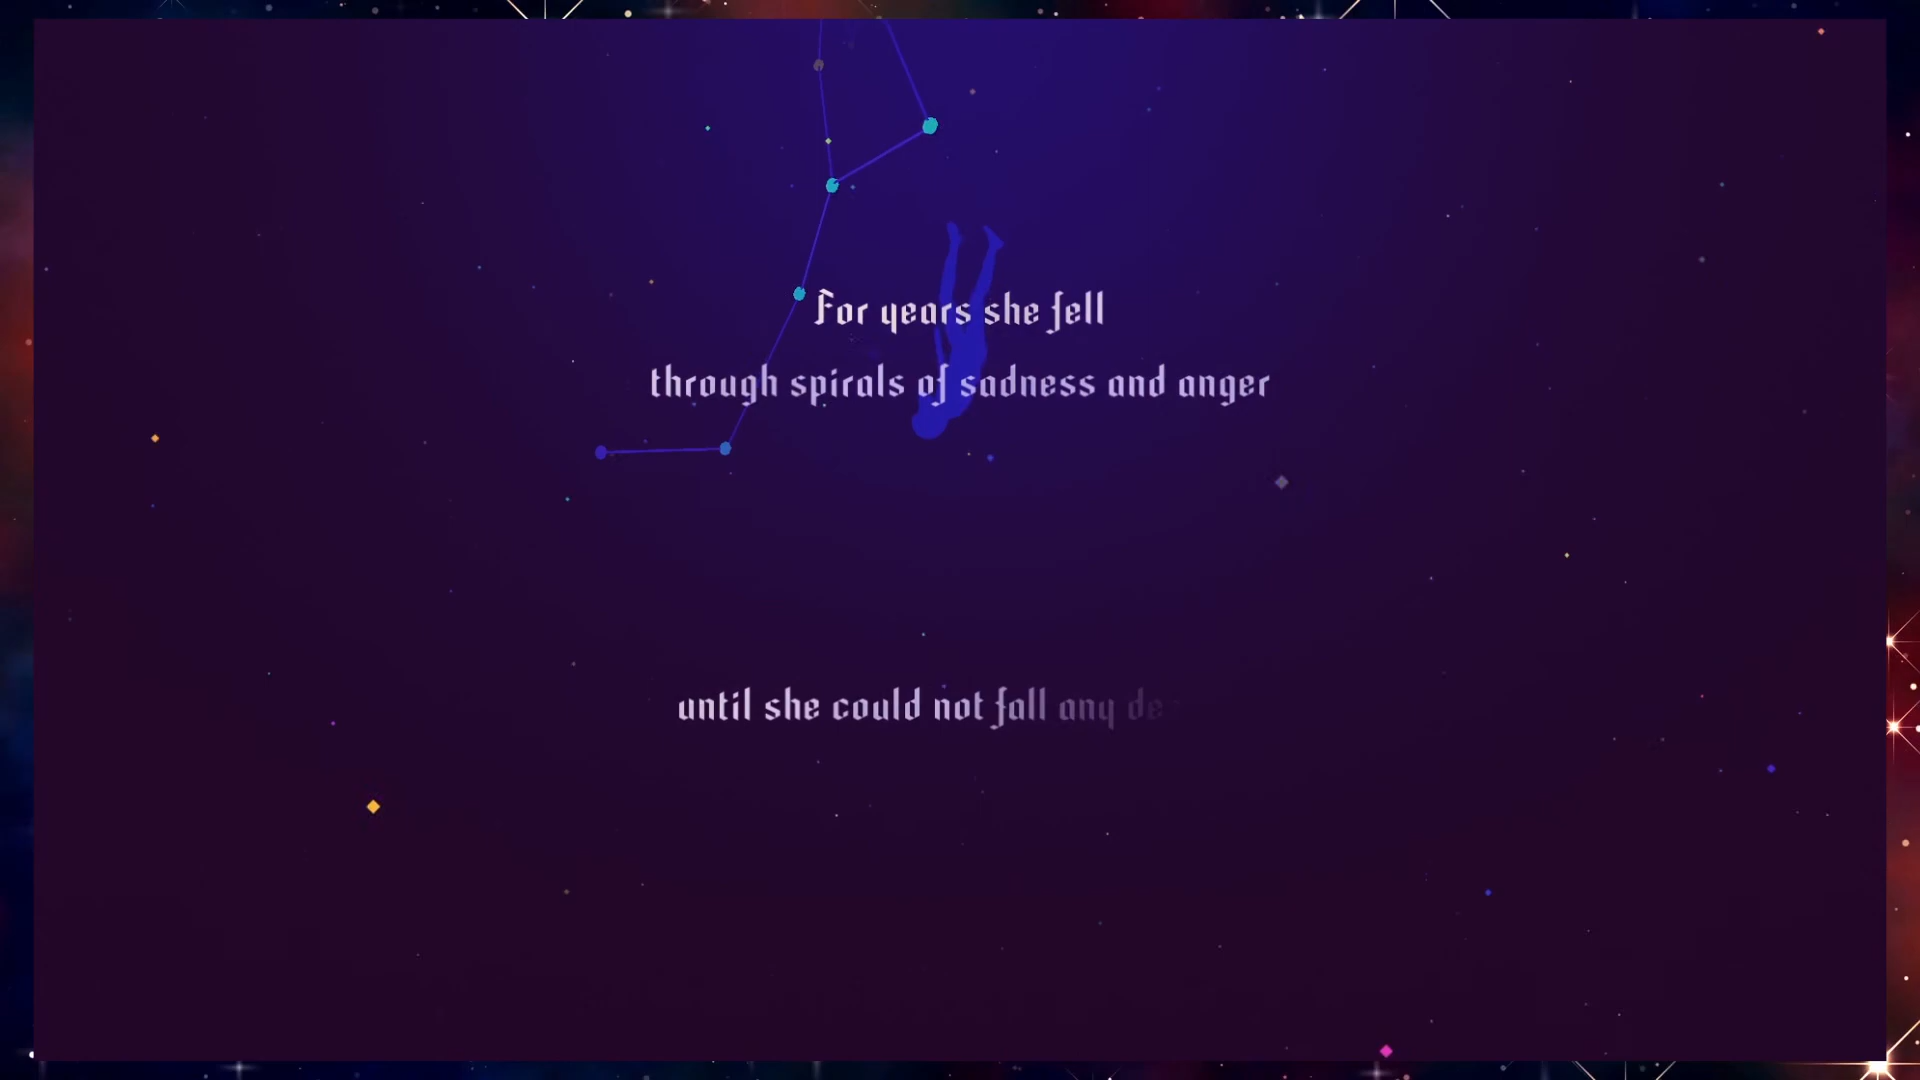 For years she fell
through spirals of sadness and anger
until she could not fall any